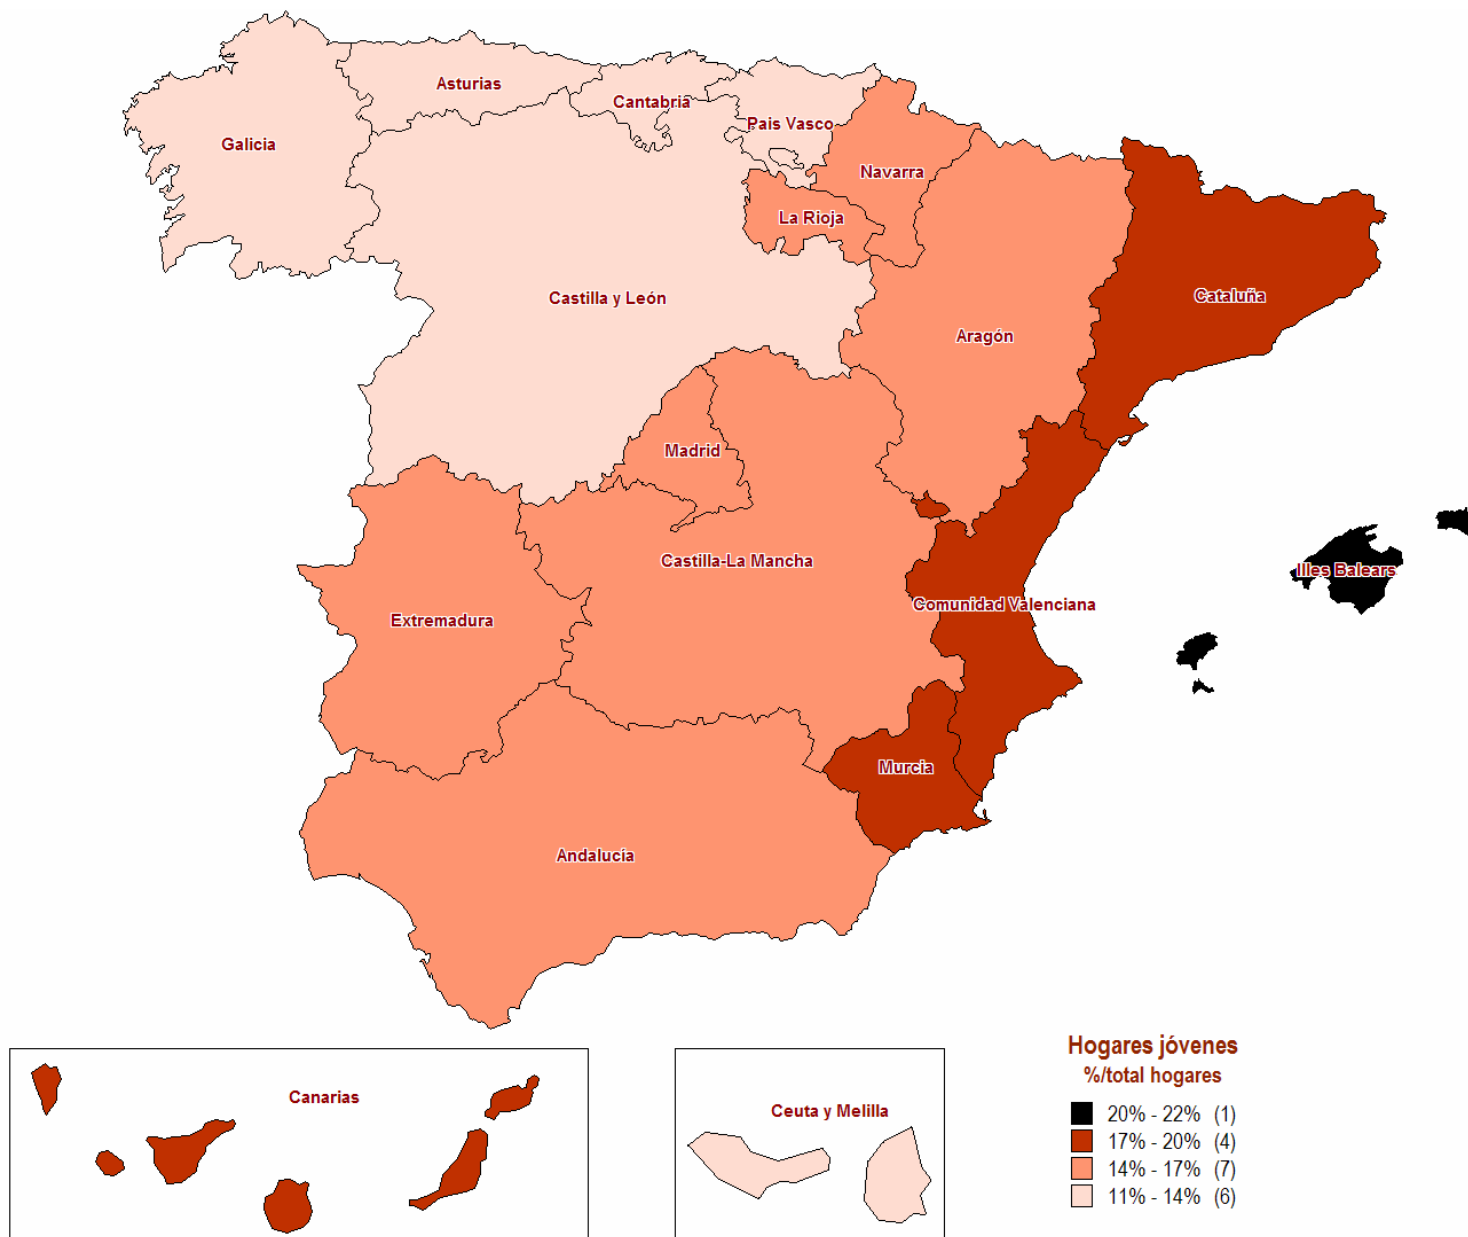 Asturias
Cantabria
Pais Vasco
Galicia
Navarra
La Rioja
Castilla y León
Cataluña
Aragón
Madrid
Castilla-La Mancha
Illes Balears
Comunidad Valenciana
Extremadura
Murcia
Andalucía
Canarias
Ceuta y Melilla
Hogares jóvenes
%/total hogares
20% - 22% (1)
17% - 20% (4)
14% - 17% (7)
11% - 14% (6)